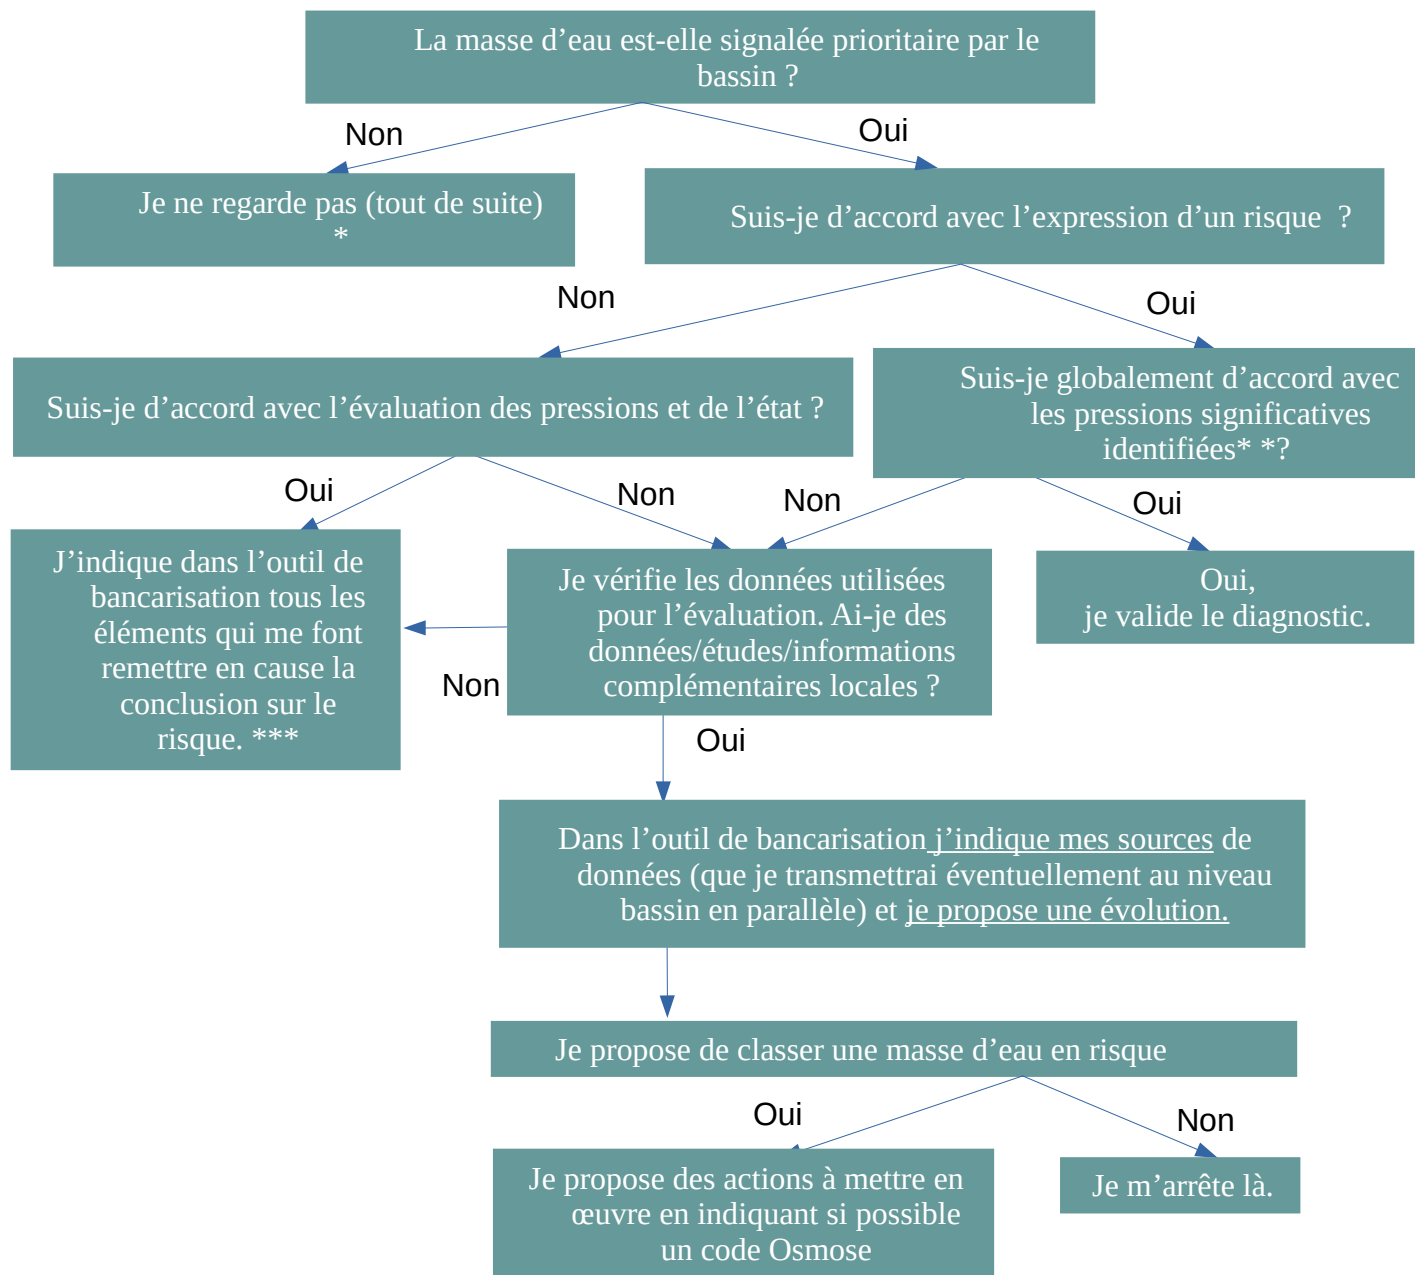 La masse d’eau est-elle signalée prioritaire par le
bassin ?
Non
Oui
Je ne regarde pas (tout de suite)
*
Suis-je d’accord avec l’expression d’un risque  ?
Non
Oui
Suis-je d’accord avec l’évaluation des pressions et de l’état ?
Suis-je globalement d’accord avec
les pressions significatives
identifiées* *?
Oui
Non
Non
Oui
J’indique dans l’outil de
bancarisation tous les
éléments qui me font
remettre en cause la
conclusion sur le
risque. ***
Je vérifie les données utilisées
pour l’évaluation. Ai-je des
données/études/informations
complémentaires locales ?
Oui,
je valide le diagnostic.
Non
Oui
Dans l’outil de bancarisation j’indique mes sources de
données (que je transmettrai éventuellement au niveau
bassin en parallèle) et je propose une évolution.
Je propose de classer une masse d’eau en risque
Oui
Non
Je propose des actions à mettre en
œuvre en indiquant si possible
un code Osmose
Je m’arrête là.